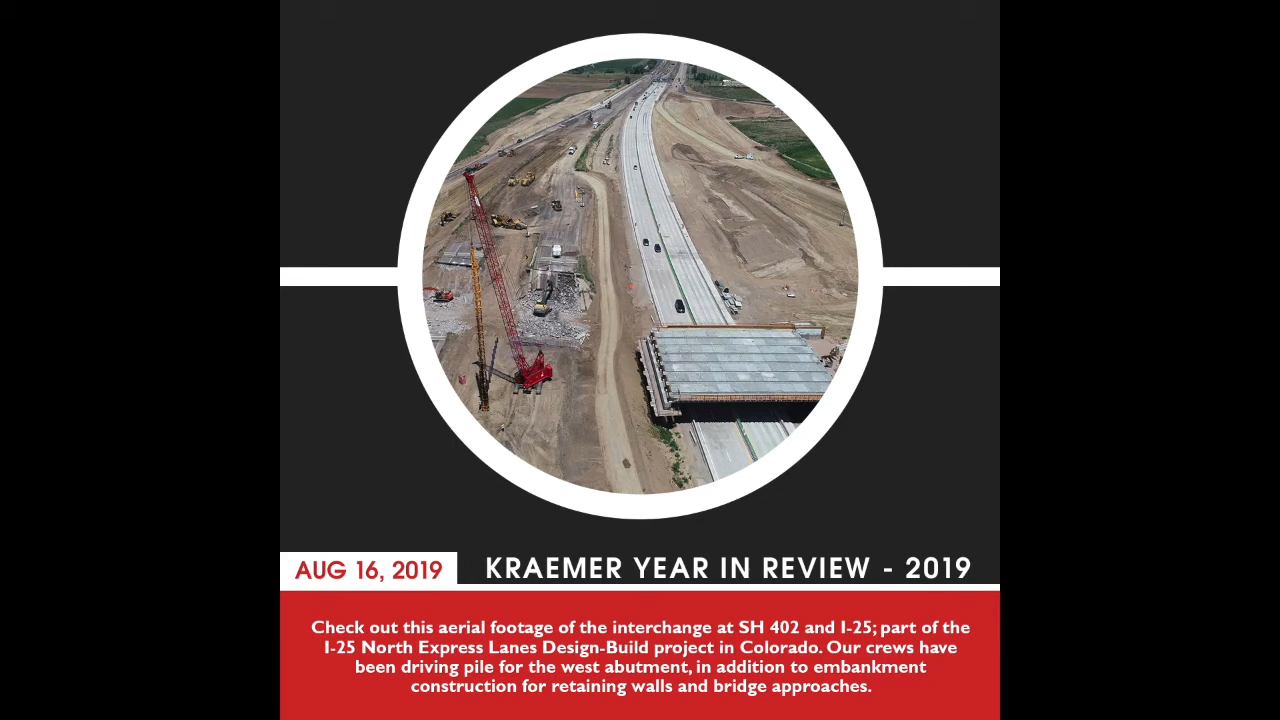 AUG 16, 2019
KRAEMER YEAR IN REVIEW - 2019
Check out this aerial footage of the interchange at SH 402 and I-25; part of the
I-25 North Express Lanes Design-Build project in Colorado. Our crews have
been driving pile for the west abutment, in addition to embankment
construction for retaining walls and bridge approaches.